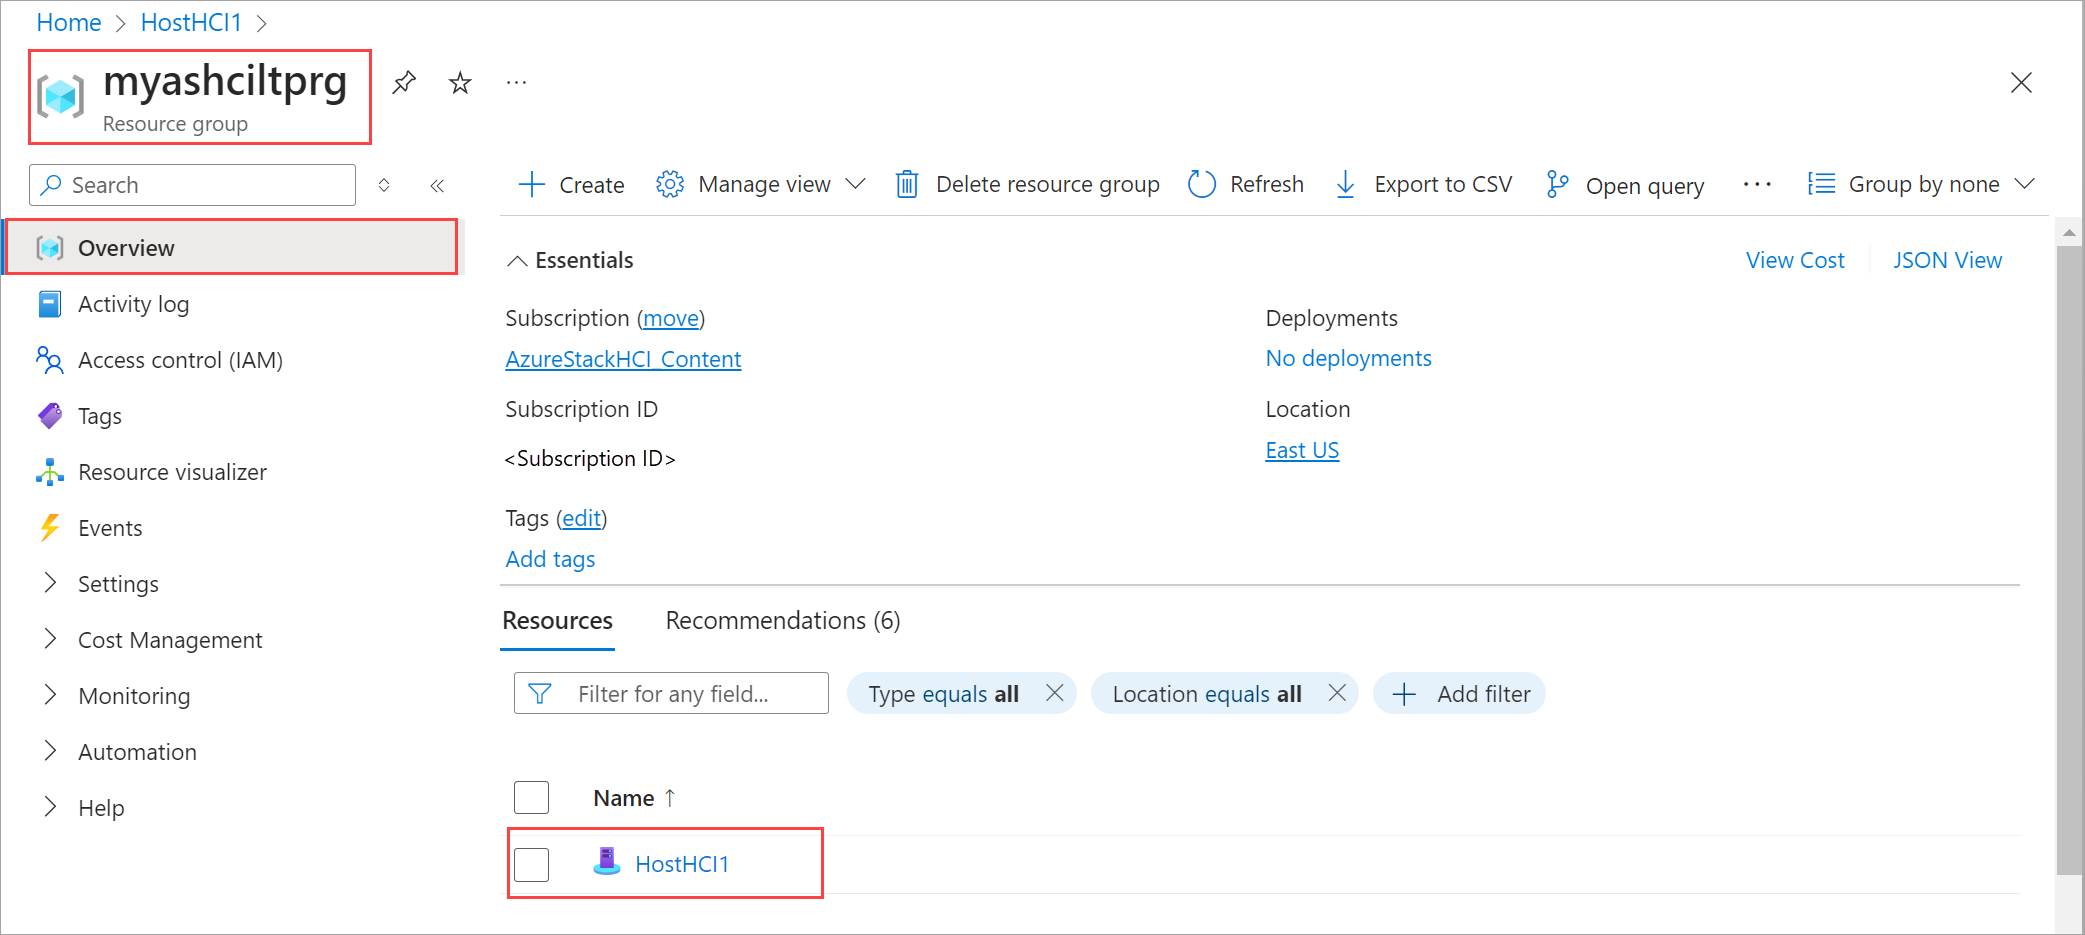 Home > HostHCI1 >
myashciltprg
Resource group
Search
Create Manage view Delete resource group Refresh Export to CSV Open query ... Group by none
Overview
Activity log
Access control (IAM)
Tags
Resource visualizer
Events
Settings
Cost Management
Monitoring
Automation
Help
Essentials
View Cost JSON View
Subscription (move)
AzureStackHCI_Content
Subscription ID
<Subscription ID>
Tags (edit)
Add tags
Deployments
No deployments
Location
East US
Resources Recommendations (6)
Filter for any field... Type equals all Location equals all Add filter
Name ↑
HostHCI1